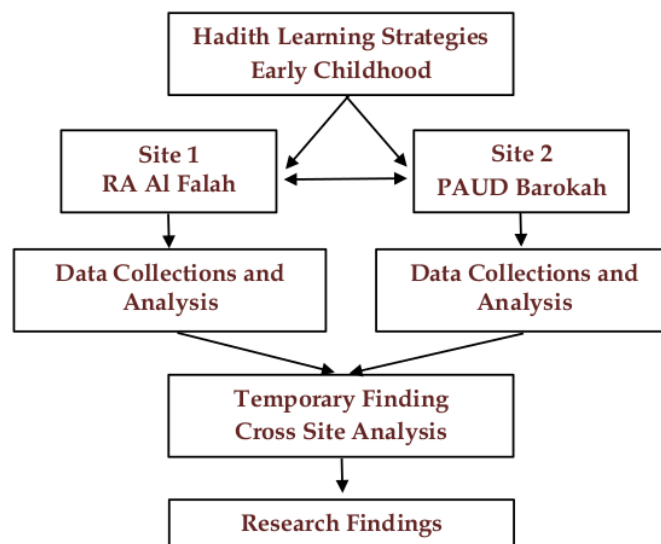 Hadith Learning Strategies
Early Childhood
Site 1
RA Al Falah
Site 2
PAUD Barokah
Data Collections and
Analysis
Data Collections and
Analysis
Temporary Finding
Cross Site Analysis
Research Findings